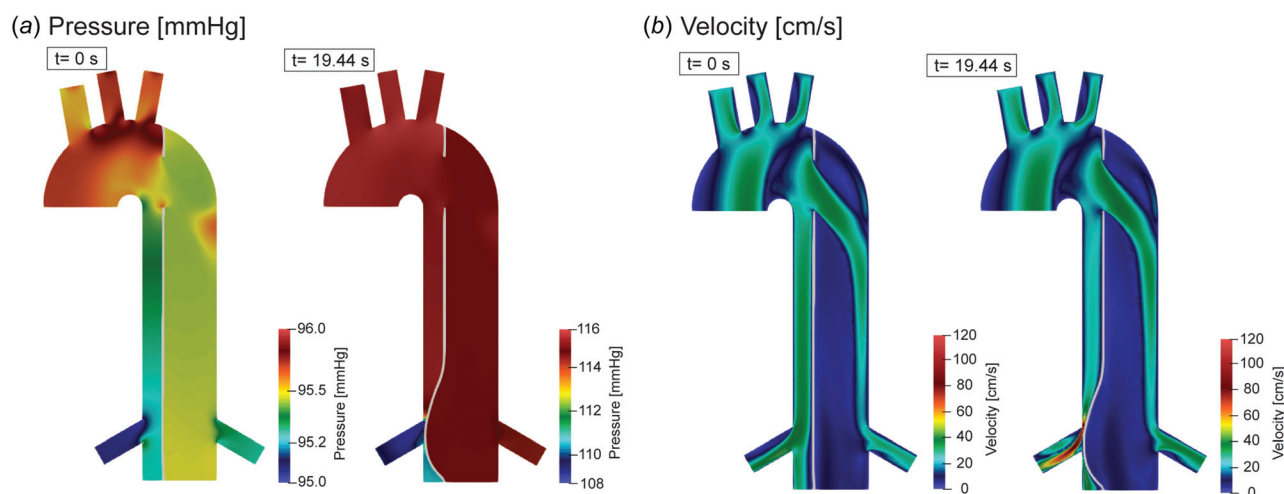 (a) Pressure [mmHg]
t= 0 s
t= 19.44 s
96.0
95.5
95.2
95.0
Pressure [mmHg]
116
114
112
110
108
Pressure [mmHg]
(b) Velocity [cm/s]
t= 0 s
t= 19.44 s
120
100
80
60
40
20
0
Velocity [cm/s]
120
100
80
60
40
20
0
Velocity [cm/s]